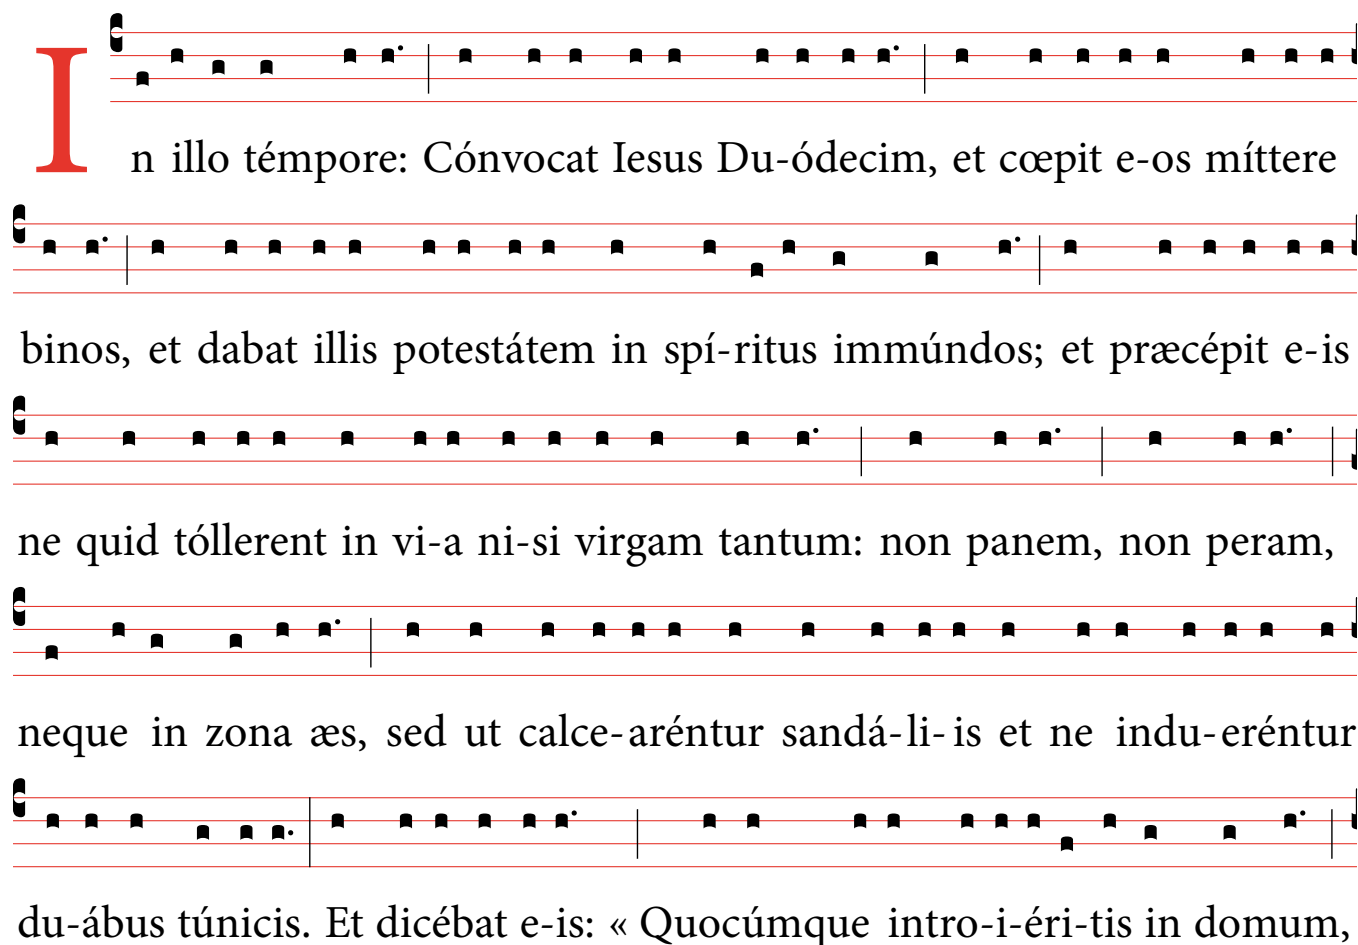 In illo témpore: Cónvocat Iesus Du-ódecim, et cœpit e-os míttere
binos, et dabat illis potestátem in spí-ritus immúndos; et præcépit e-is
ne quid tóllerent in vi-a ni-si virgam tantum: non panem, non peram,
neque in zona æs, sed ut calce-aréntur sandá-li-is et ne indu-eréntur
du-ábus túnicis. Et dicébat e-is: « Quocúmque intro-i-éri-tis in domum,